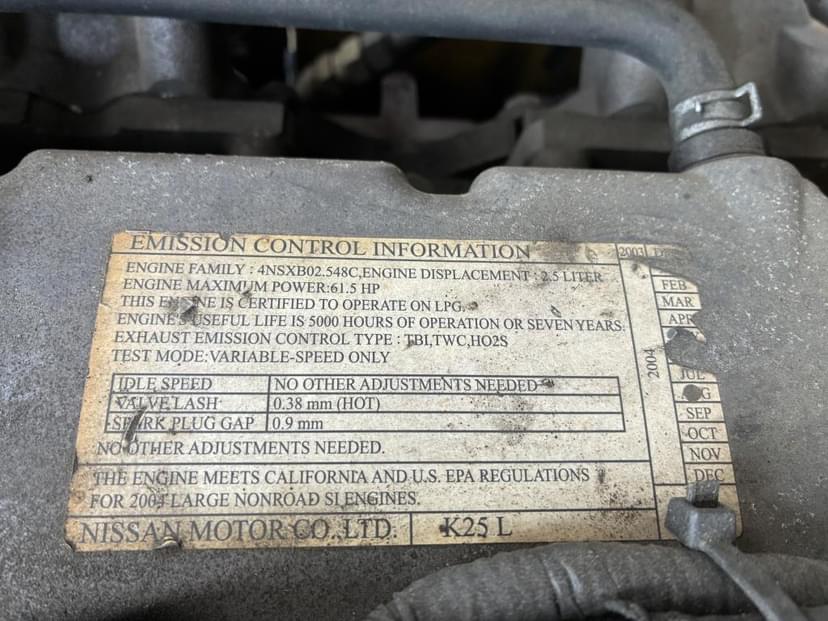 EMISSION CONTROL INFORMATION
ENGINE FAMILY : 4NSXB02.548C,ENGINE DISPLACEMENT : 2.5 LITER
ENGINE MAXIMUM POWER:61.5 HP
THIS ENGINE IS CERTIFIED TO OPERATE ON LPG.
ENGINE'S USEFUL LIFE IS 5000 HOURS OF OPERATION OR SEVEN YEARS.
EXHAUST EMISSION CONTROL TYPE : TBI,TWC,HO2S
TEST MODE:VARIABLE-SPEED ONLY
IDLE SPEED NO OTHER ADJUSTMENTS NEEDED
VALVE LASH 0.38 mm (HOT)
SPARK PLUG GAP 0.9 mm
NO OTHER ADJUSTMENTS NEEDED.
THE ENGINE MEETS CALIFORNIA AND U.S. EPA REGULATIONS
FOR 2004 LARGE NONROAD SI ENGINES.
NISSAN MOTOR CO.,LTD. K25 L
2003
2004
FEB
MAR
APR
JUL
AUG
SEP
OCT
NOV
DEC